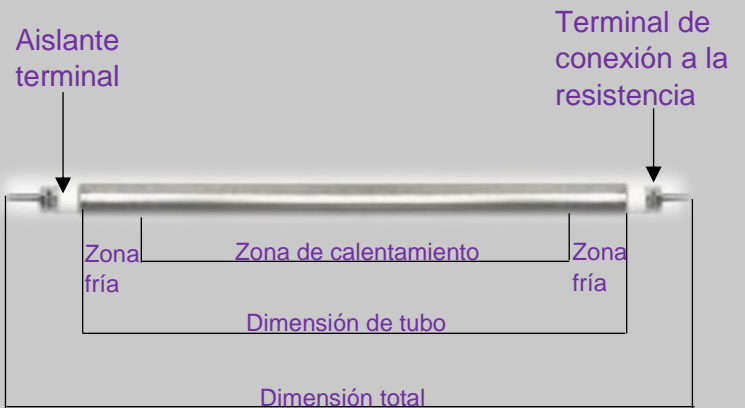 Aislante
terminal
Terminal de
conexión a la
resistencia
Zona
fría
Zona de calentamiento
Zona
fría
Dimensión de tubo
Dimensión total